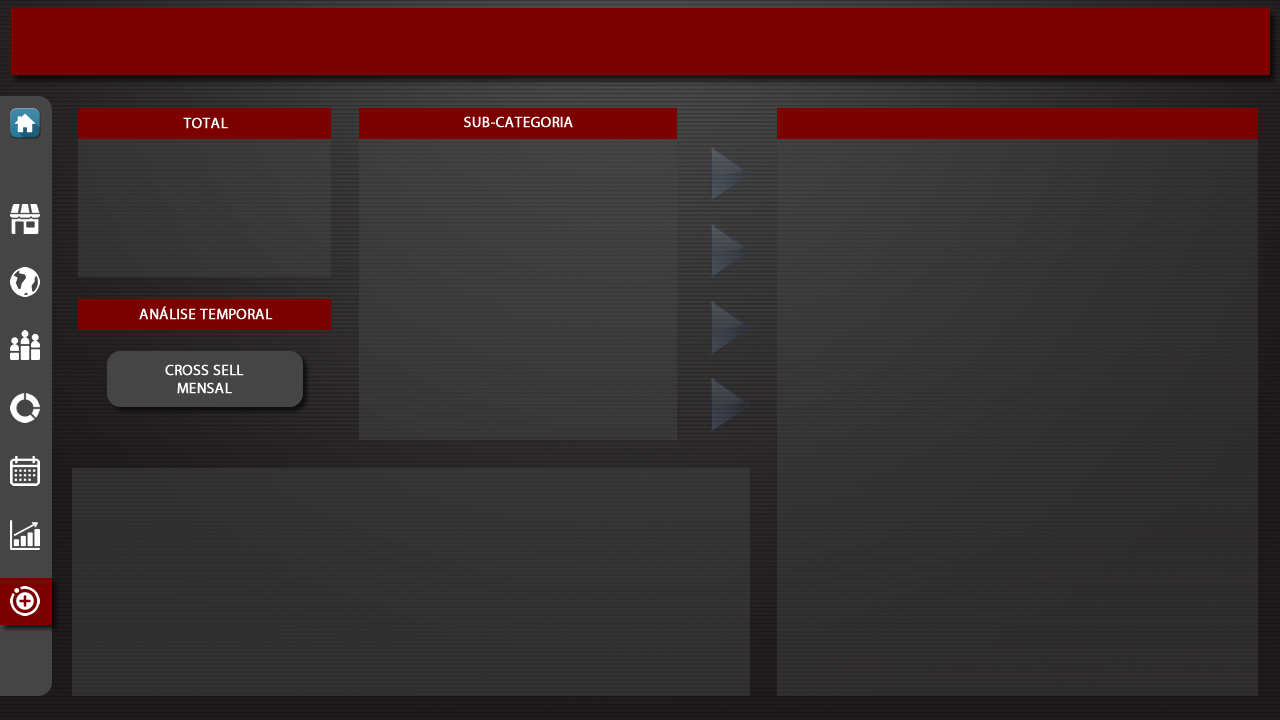 TOTAL
SUB-CATEGORIA
ANÁLISE TEMPORAL
CROSS SELL
MENSAL